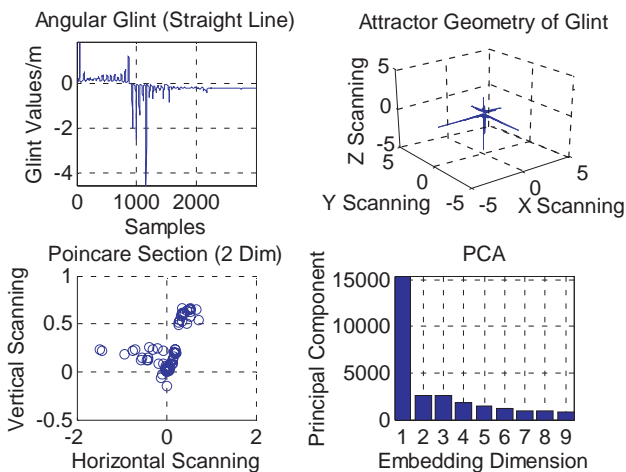 Angular Glint (Straight Line)
Glint Values/m
0
-2
-4
0 1000 2000
Samples
Attractor Geometry of Glint
Z Scanning
5
0
-5
5
0
-5
Y Scanning
-5
0
5
X Scanning
Poincare Section (2 Dim)
Vertical Scanning
1
0.5
0
-0.5
-2 0 2
Horizontal Scanning
PCA
Principal Component
15000
10000
5000
0
1 2 3 4 5 6 7 8 9
Embedding Dimension